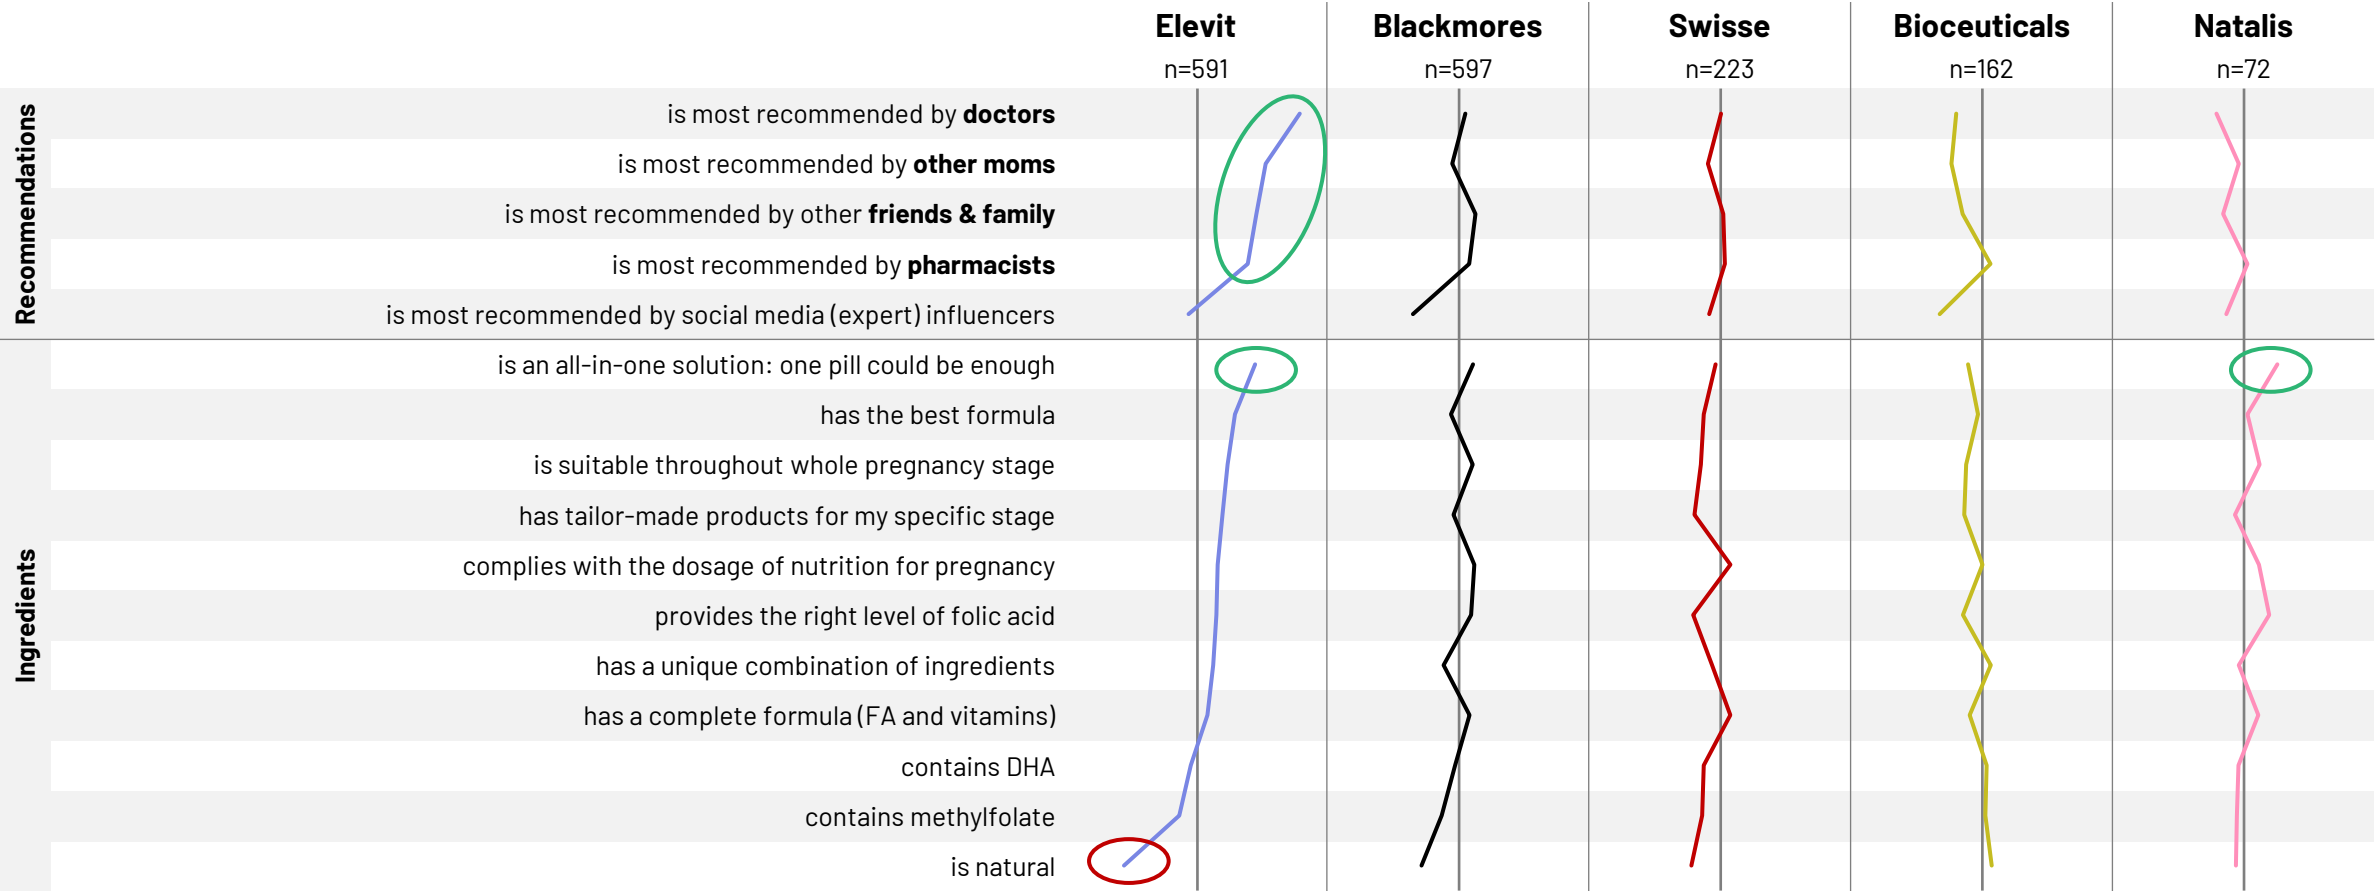 Elevit Blackmores Swisse Bioceuticals Natalis
n=591 n=597 n=223 n=162 n=72
Recommendations
is most recommended by doctors
is most recommended by other moms
is most recommended by other friends & family
is most recommended by pharmacists
is most recommended by social media (expert) influencers
Ingredients
is an all-in-one solution: one pill could be enough
has the best formula
is suitable throughout whole pregnancy stage
has tailor-made products for my specific stage
complies with the dosage of nutrition for pregnancy
provides the right level of folic acid
has a unique combination of ingredients
has a complete formula (FA and vitamins)
contains DHA
contains methylfolate
is natural